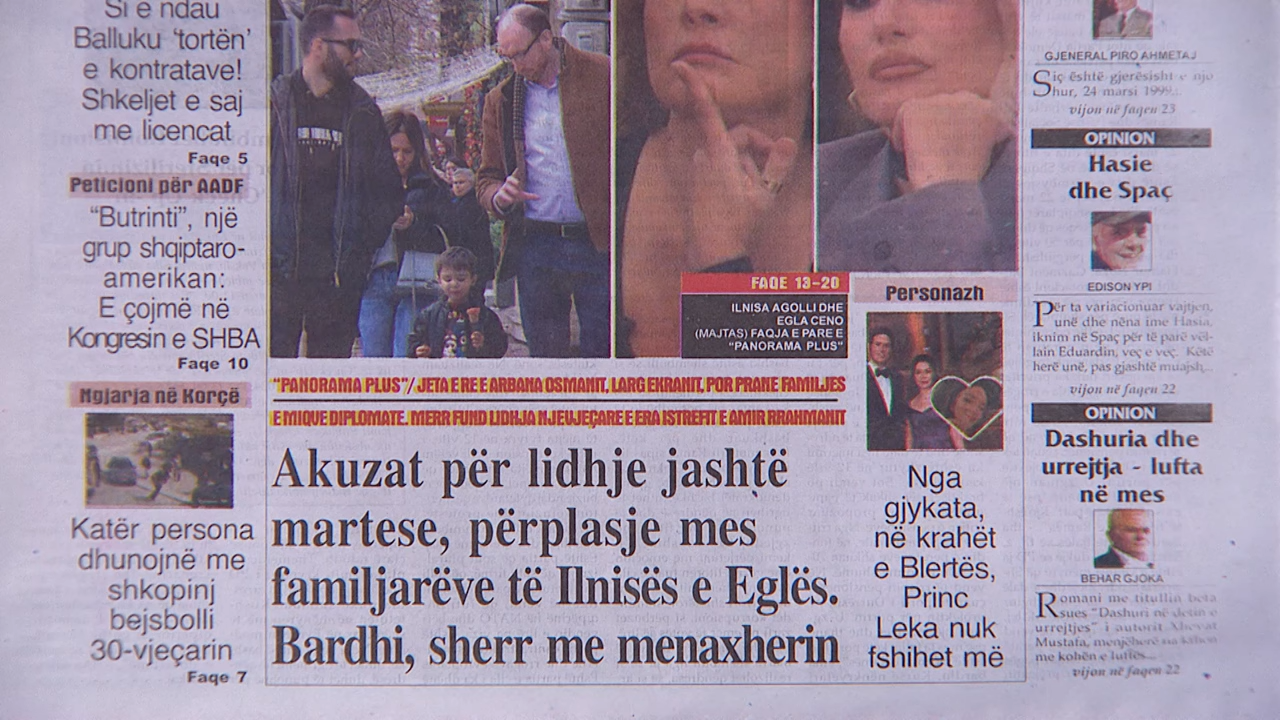 Si e ndau
Balluku ‘tortën’
e kontratave!
Shkeljet e saj
me licencat
Faqe 5
Peticioni për AADF
“Butrinti”, një
grup shqiptaro-
amerikan:
E çojmë në
Kongresin e SHBA
Faqe 10
Ngjarja në Korçë
Katër persona
dhunojnë me
shkopinj
bejsbolli
30-vjeçarin
Faqe 7
FAQE 13-20
ILNISA AGOLLI DHE
EGLA CENO
(MAJTAS) FAQJA E PARE E
“PANORAMA PLUS”
"PANORAMA PLUS"/ JETA E RE E ARBANA OSMANIT, LARG EKRANIT, POR PRANE FAMILJES
E MIQVE DIPLOMATE. MERR FUND LIDHJA NJEVJEÇARE E ERA ISTREFIT E AMIR RRAHMANIT
Akuzat për lidhje jashtë
martese, përplasje mes
familjarëve të Ilnisës e Eglës.
Bardhi, sherr me menaxherin
Personazh
Nga
gjykata,
në krahët
e Blertës,
Princ
Leka nuk
fshihet më
GJENERAL PIRO AHMETAJ
Siç është gjerësisht e njo
hur, 24 marsi 1999...
vijon në faqen 23
OPINION
Hasie
dhe Spaç
EDISON YPI
Për ta variacionuar vajtjen,
unë dhe nëna ime Hasia,
iknim në Spaç për të parë vël-
lain Eduardin, veç e veç. Këtë
herë unë, pas gjashtë muajsh...
vijon në faqen 22
OPINION
Dashuria dhe
urrejtja - lufta
në mes
BEHAR GJOKA
Romani me titullin beta
sues “Dashuri në detin e
urrejtjes” i autorit Xhevat
Mustafa, menjëherë na kthen
me kohën e luftës...
vijon në faqen 22